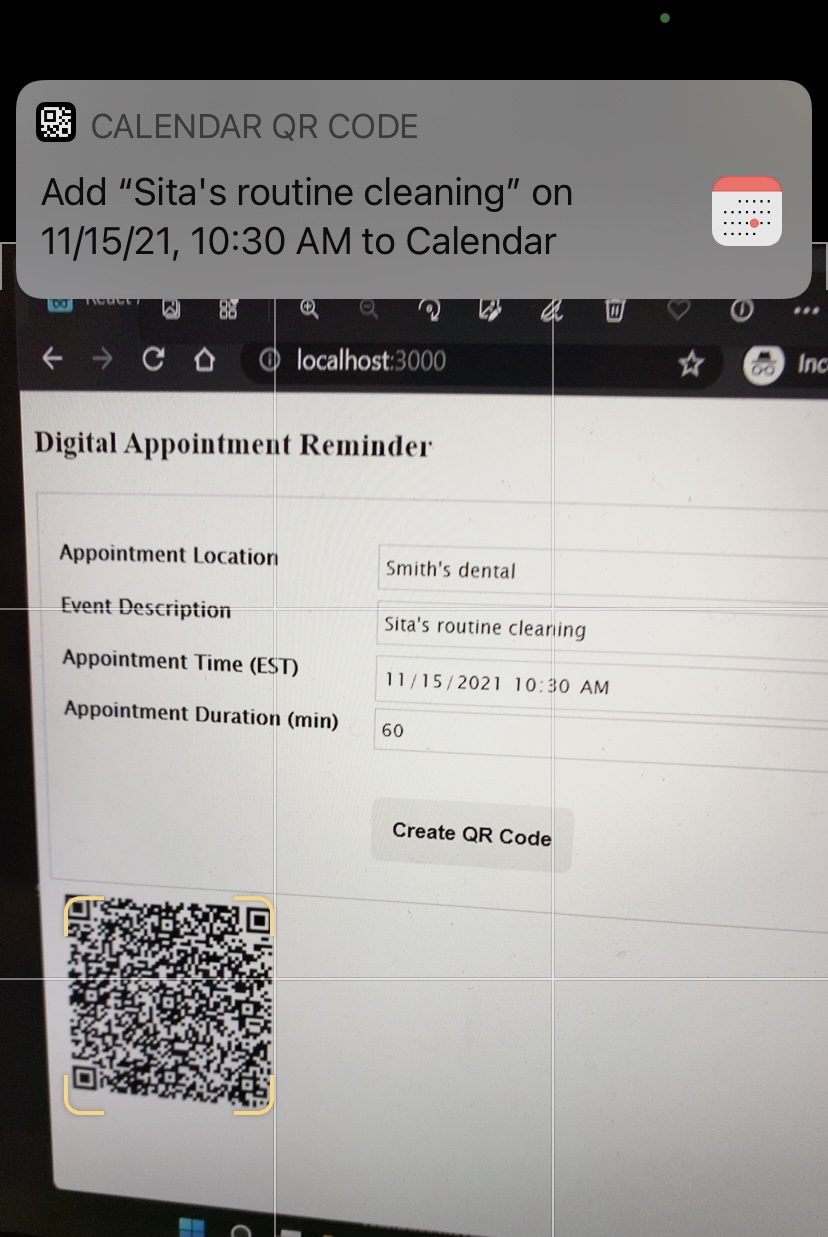 CALENDAR QR CODE
Add “Sita's routine cleaning” on
11/15/21, 10:30 AM to Calendar
React
localhost:3000
Digital Appointment Reminder
Appointment Location
Smith's dental
Event Description
Sita's routine cleaning
Appointment Time (EST)
11/15/2021 10:30 AM
Appointment Duration (min)
60
Create QR Code